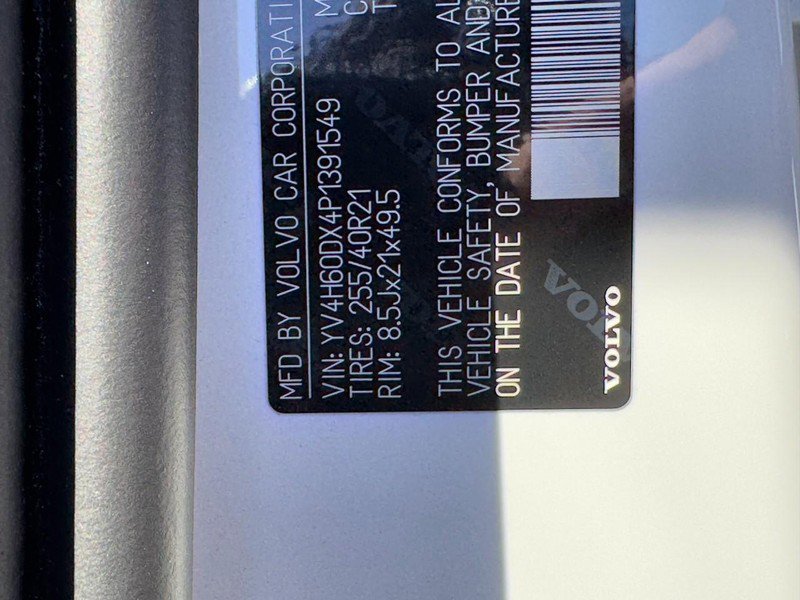 MFD BY VOLVO CAR CORPORATI
VIN: YV4H60DX4P1391549 M
TIRES: 255/40R21 C
RIM: 8.5Jx21x49.5 T
THIS VEHICLE CONFORMS TO AL
VEHICLE SAFETY, BUMPER AND
ON THE DATE OF MANUFACTURE
VOLVO